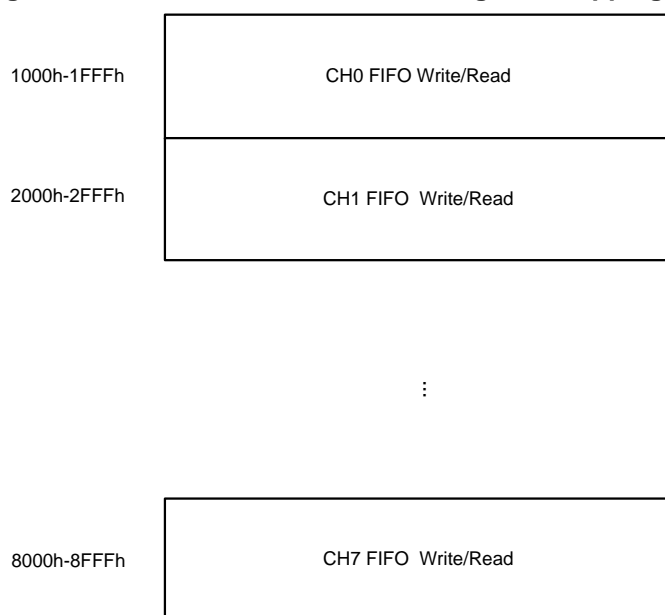 1000h-1FFFh CH0 FIFO Write/Read
2000h-2FFFh CH1 FIFO Write/Read
⋮
8000h-8FFFh CH7 FIFO Write/Read